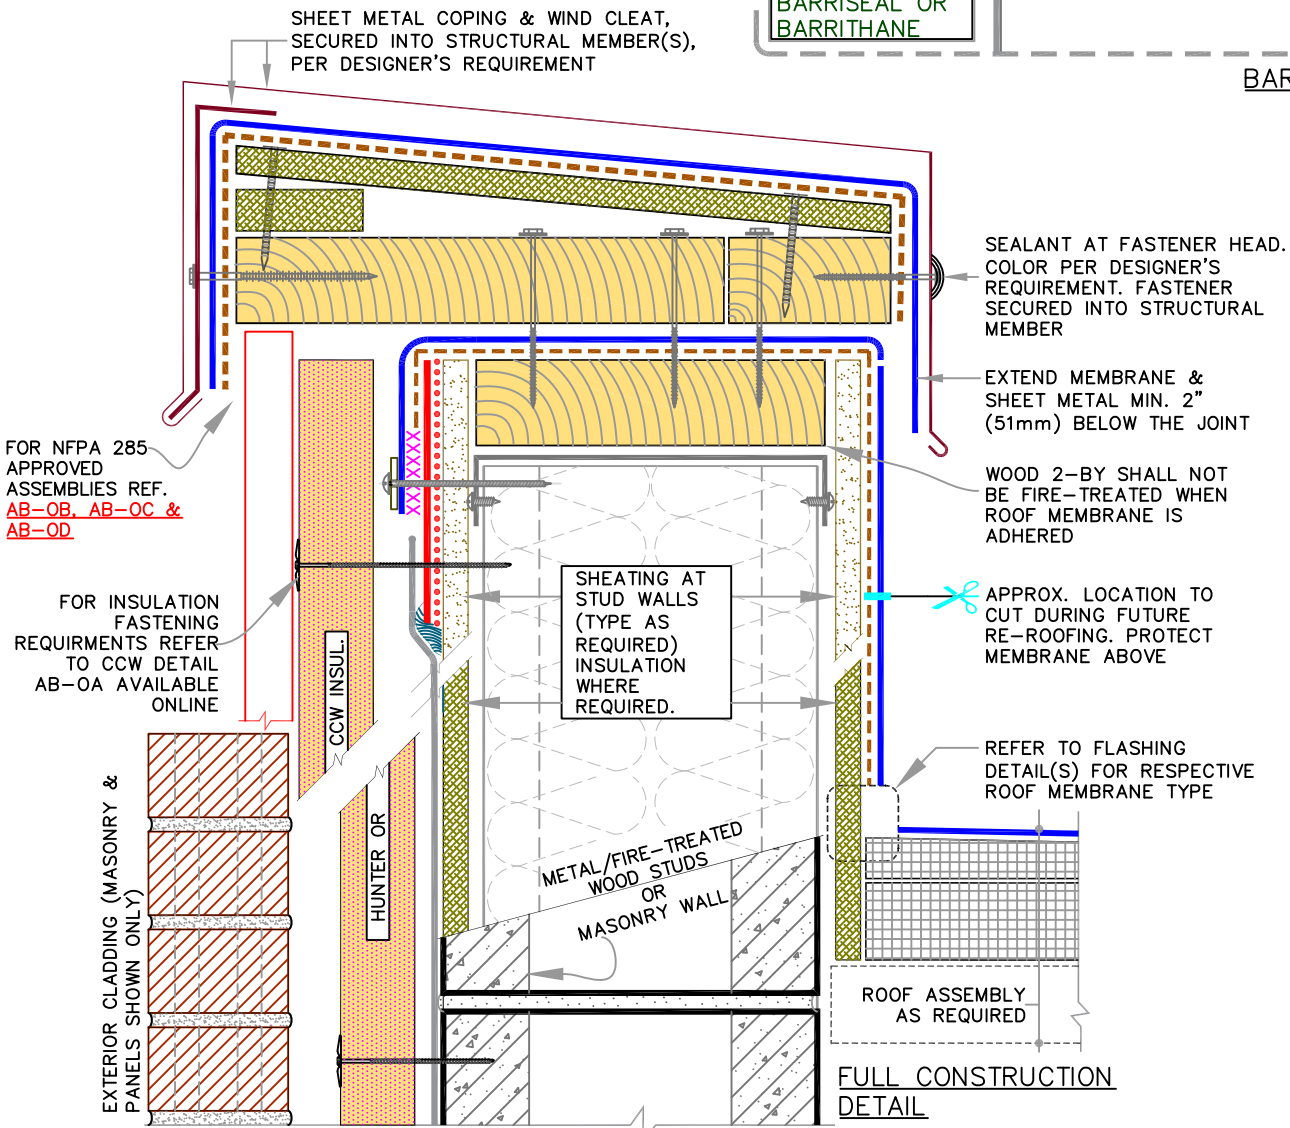 SHEET METAL COPING & WIND CLEAT,
SECURED INTO STRUCTURAL MEMBER(S),
PER DESIGNER'S REQUIREMENT
BARRISEAL OR
BARRITHANE
BAR
SEALANT AT FASTENER HEAD.
COLOR PER DESIGNER'S
REQUIREMENT. FASTENER
SECURED INTO STRUCTURAL
MEMBER
EXTEND MEMBRANE &
SHEET METAL MIN. 2"
(51mm) BELOW THE JOINT
FOR NFPA 285
APPROVED
ASSEMBLIES REF.
AB-OB, AB-OC &
AB-OD
WOOD 2-BY SHALL NOT
BE FIRE-TREATED WHEN
ROOF MEMBRANE IS
ADHERED
FOR INSULATION
FASTENING
REQUIRMENTS REFER
TO CCW DETAIL
AB-OA AVAILABLE
ONLINE
SHEATING AT
STUD WALLS
(TYPE AS
REQUIRED)
INSULATION
WHERE
REQUIRED.
APPROX. LOCATION TO
CUT DURING FUTURE
RE-ROOFING. PROTECT
MEMBRANE ABOVE
CCW INSUL.
HUNTER OR
REFER TO FLASHING
DETAIL(S) FOR RESPECTIVE
ROOF MEMBRANE TYPE
EXTERIOR CLADDING (MASONRY &
PANELS SHOWN ONLY)
METAL/FIRE-TREATED
WOOD STUDS
OR
MASONRY WALL
ROOF ASSEMBLY
AS REQUIRED
FULL CONSTRUCTION
DETAIL